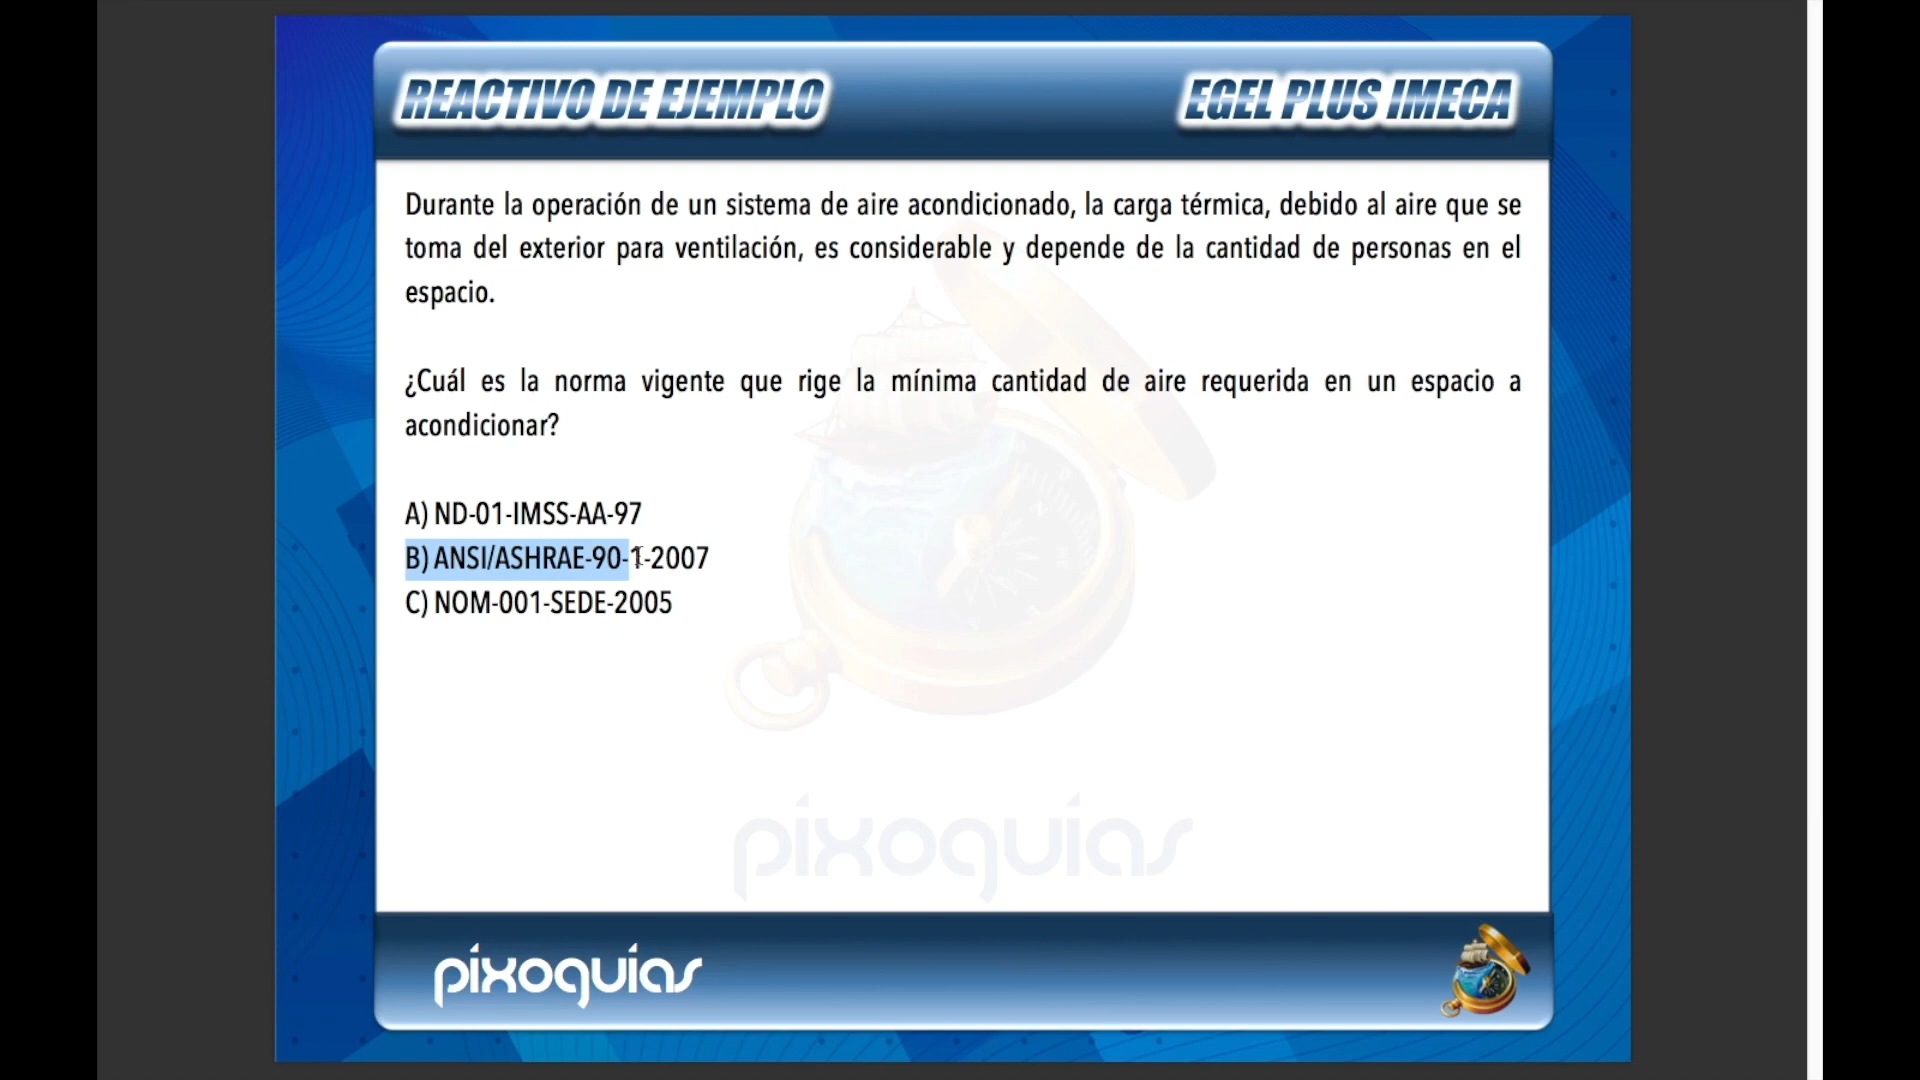 REACTIVO DE EJEMPLO
EGEL PLUS IMECA
Durante la operación de un sistema de aire acondicionado, la carga térmica, debido al aire que se
toma del exterior para ventilación, es considerable y depende de la cantidad de personas en el
espacio.
¿Cuál es la norma vigente que rige la mínima cantidad de aire requerida en un espacio a
acondicionar?
A) ND-01-IMSS-AA-97
B) ANSI/ASHRAE-90-1-2007
C) NOM-001-SEDE-2005
pixoguías
pixoguías